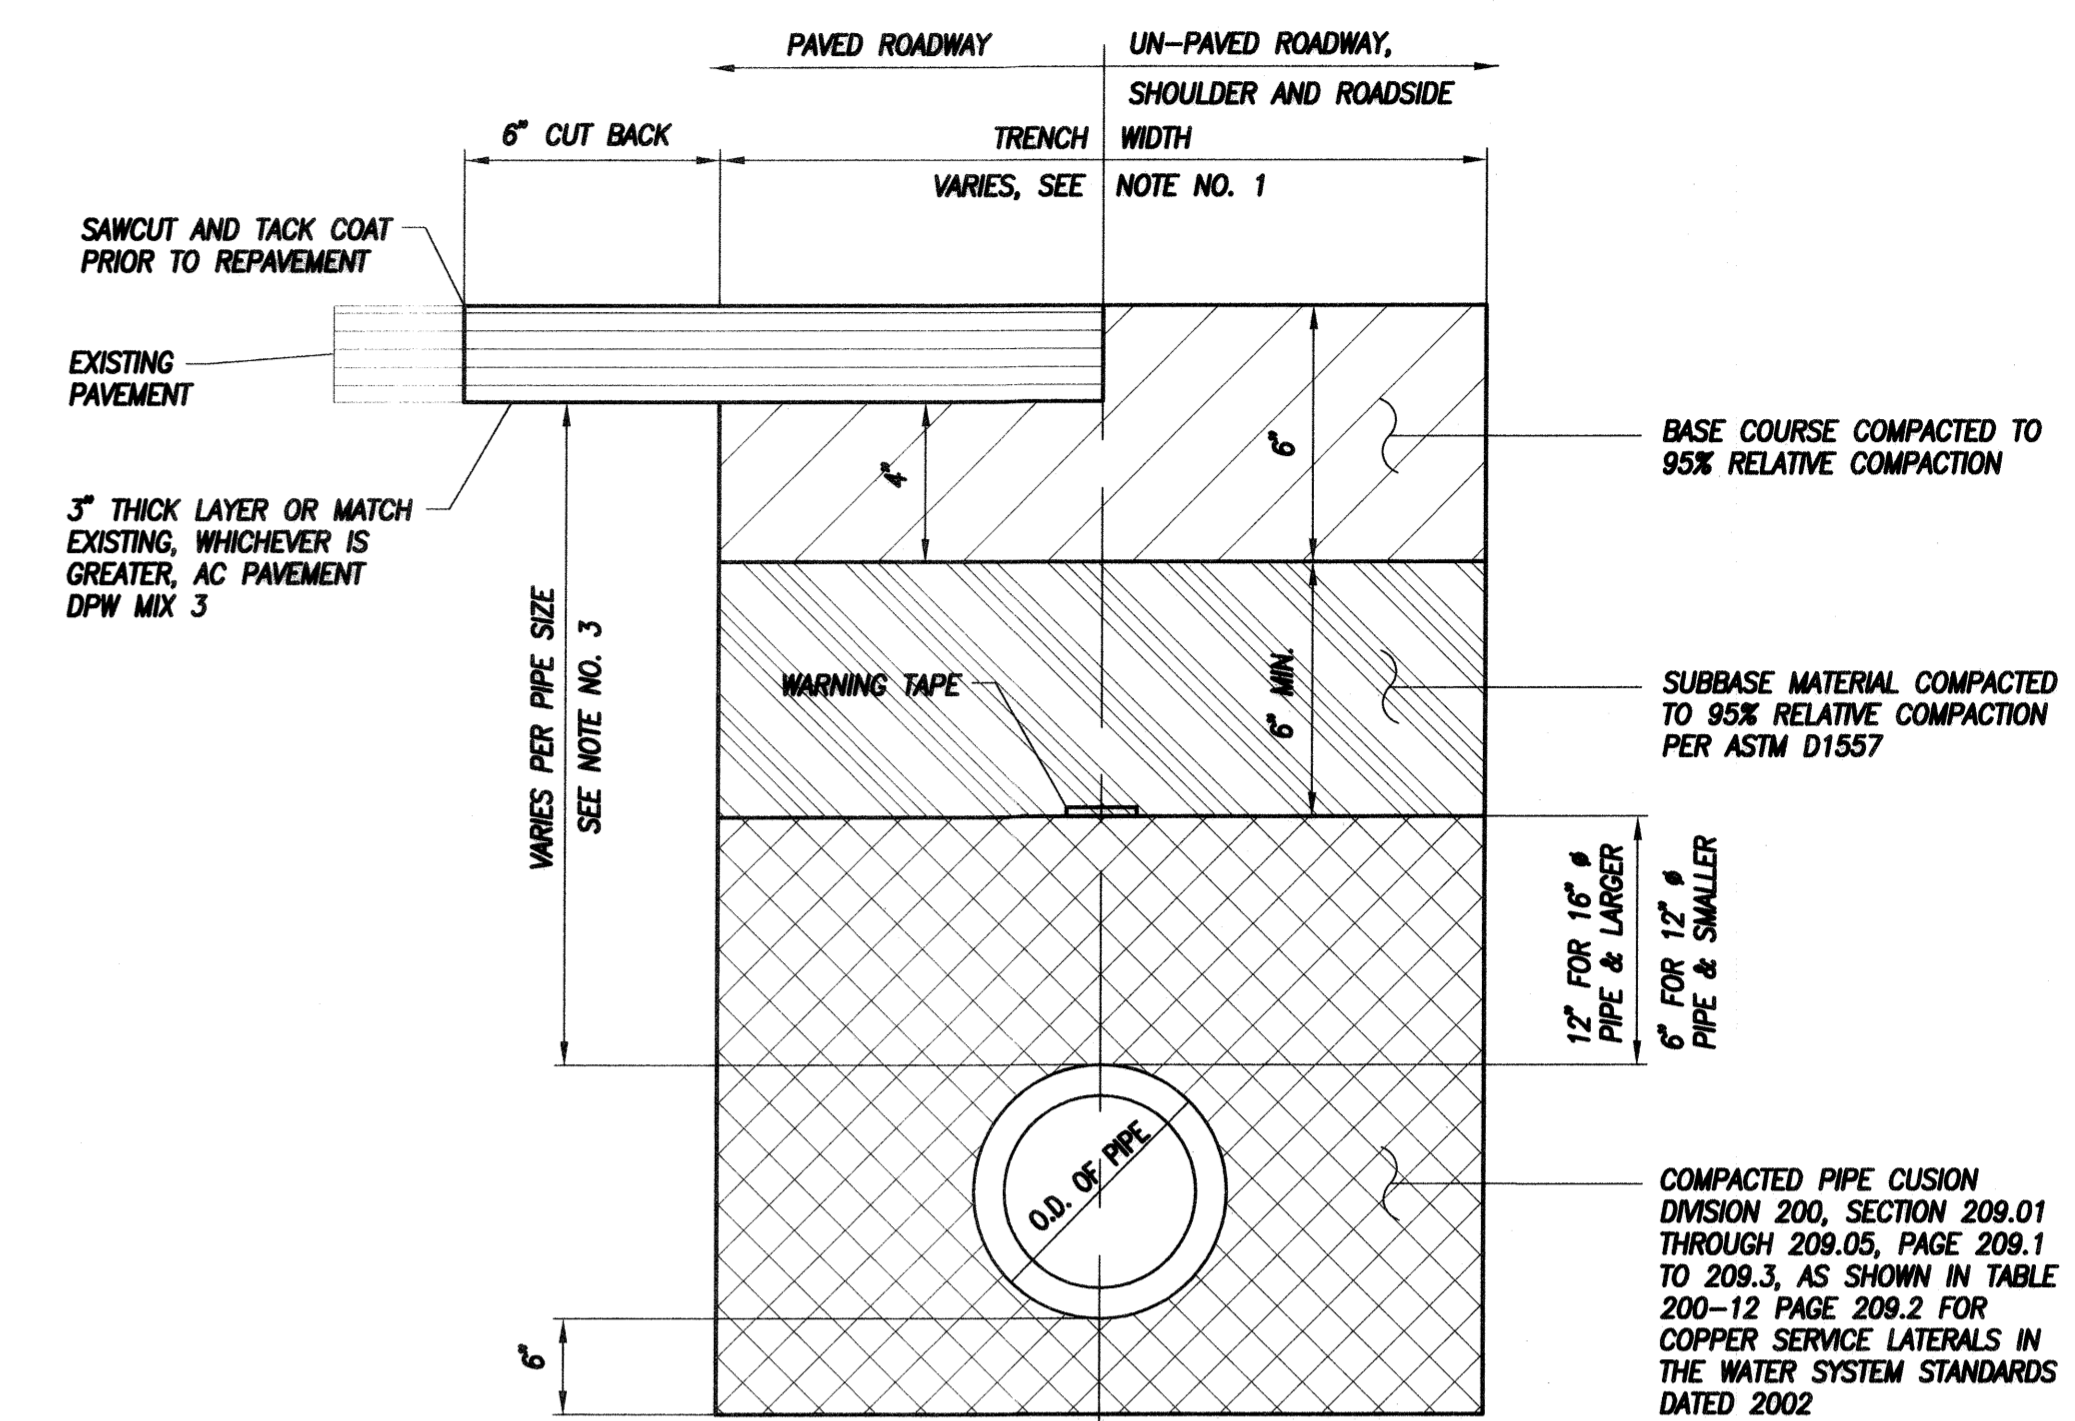 PAVED ROADWAY
UN-PAVED ROADWAY,
SHOULDER AND ROADSIDE
6" CUT BACK
TRENCH WIDTH
VARIES, SEE NOTE NO. 1
SAWCUT AND TACK COAT
PRIOR TO REPAVEMENT
EXISTING
PAVEMENT
3" THICK LAYER OR MATCH
EXISTING, WHICHEVER IS
GREATER, AC PAVEMENT
DPW MIX 3
4"
6"
BASE COURSE COMPACTED TO
95% RELATIVE COMPACTION
VARIES PER PIPE SIZE
SEE NOTE NO. 3
WARNING TAPE
6" MIN.
SUBBASE MATERIAL COMPACTED
TO 95% RELATIVE COMPACTION
PER ASTM D1557
12" FOR 16" ø
PIPE & LARGER
6" FOR 12" ø
PIPE & SMALLER
O.D. OF PIPE
COMPACTED PIPE CUSION
DIVISION 200, SECTION 209.01
THROUGH 209.05, PAGE 209.1
TO 209.3, AS SHOWN IN TABLE
200-12 PAGE 209.2 FOR
COPPER SERVICE LATERALS IN
THE WATER SYSTEM STANDARDS
DATED 2002
6"